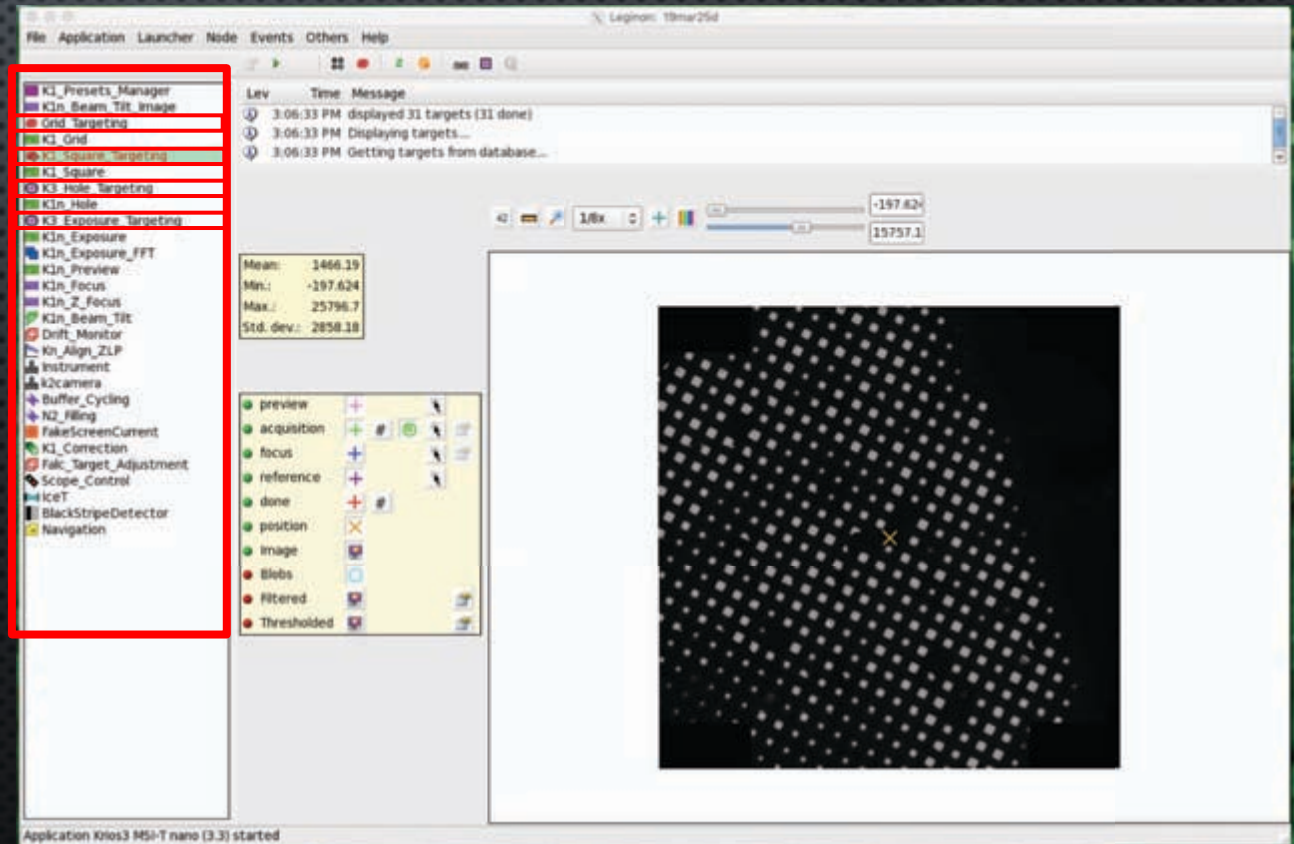 Leginon: 19mar25d
File Application Launcher Node Events Others Help
K1_Presets_Manager
K1n_Beam_Tilt_Image
Grid_Targeting
K1_Grid
K1_Square_Targeting
K1_Square
K3_Hole_Targeting
K1n_Hole
K3_Exposure_Targeting
K1n_Exposure
K1n_Exposure_FFT
K1n_Preview
K1n_Focus
K1n_Z_Focus
K1n_Beam_Tilt
Drift_Monitor
Kn_Align_ZLP
Instrument
k2camera
Buffer_Cycling
N2_Filling
FakeScreenCurrent
K1_Correction
Falc_Target_Adjustment
Scope_Control
IceT
BlackStripeDetector
Navigation
Lev Time Message
3:06:33 PM displayed 31 targets (31 done)
3:06:33 PM Displaying targets...
3:06:33 PM Getting targets from database...
1/8x
-197.624
15757.1
Mean: 1466.19
Min.: -197.624
Max.: 25796.7
Std. dev.: 2858.18
preview
acquisition #
focus
reference
done #
position
Image
Blobs
Filtered
Thresholded
Application Krios3 MSI-T nano (3.3) started